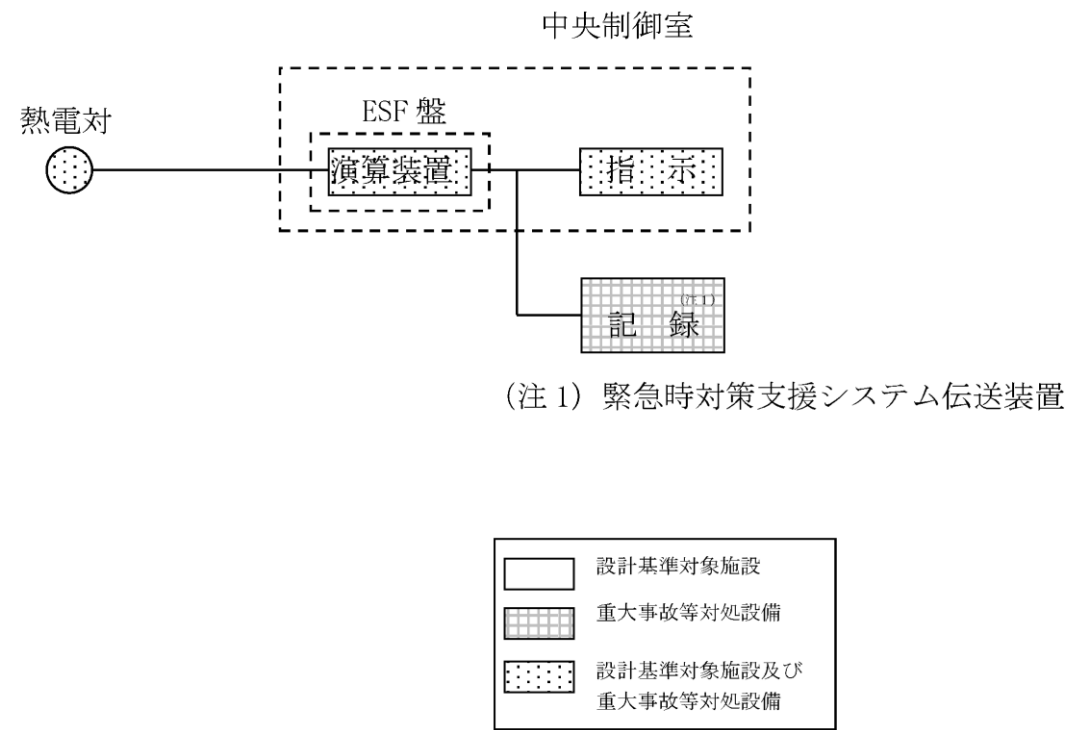 中央制御室
熱電対
ESF 盤
演算装置
指 示
(注1)
記 録
(注 1) 緊急時対策支援システム伝送装置
設計基準対象施設
重大事故等対処設備
設計基準対象施設及び
重大事故等対処設備